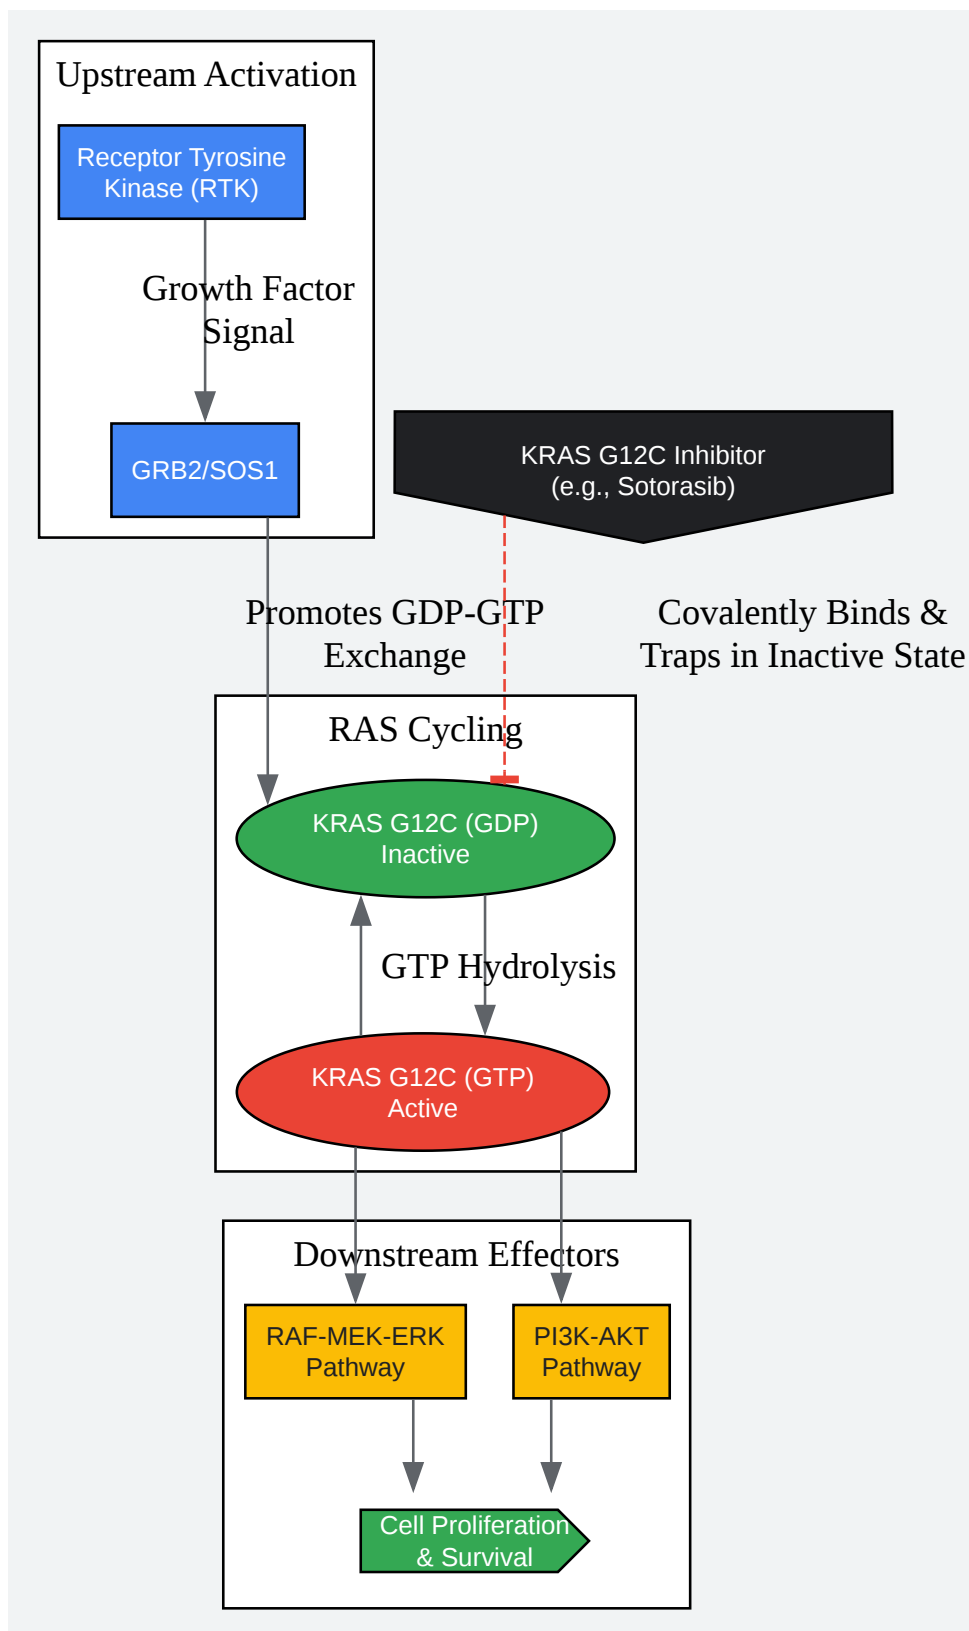 Upstream Activation
Receptor Tyrosine
Kinase (RTK)
Growth Factor
Signal
GRB2/SOS1
KRAS G12C Inhibitor
(e.g., Sotorasib)
Promotes GDP-GTP
Exchange
Covalently Binds &
Traps in Inactive State
RAS Cycling
KRAS G12C (GDP)
Inactive
GTP Hydrolysis
KRAS G12C (GTP)
Active
Downstream Effectors
RAF-MEK-ERK
Pathway
PI3K-AKT
Pathway
Cell Proliferation
& Survival